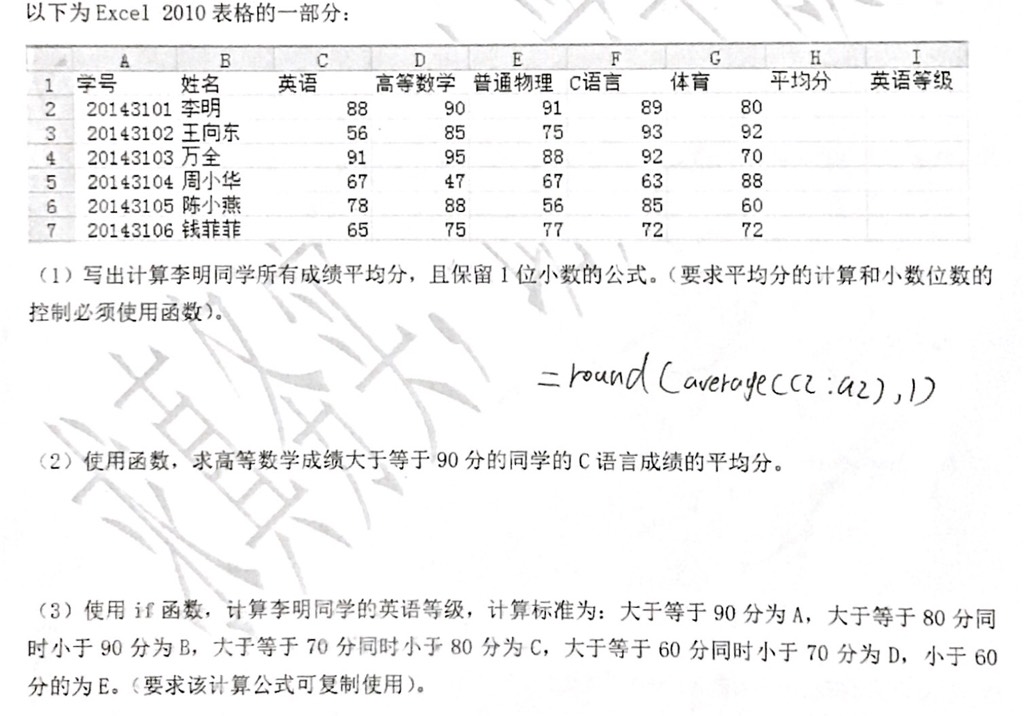 以下为Excel 2010表格的一部分：
A B C D E F G H I
1 学号 姓名 英语 高等数学 普通物理 C语言 体育 平均分 英语等级
2 20143101 李明 88 90 91 89 80
3 20143102 王向东 56 85 75 93 92
4 20143103 万全 91 95 88 92 70
5 20143104 周小华 67 47 67 63 88
6 20143105 陈小燕 78 88 56 85 60
7 20143106 钱菲菲 65 75 77 72 72
（1）写出计算李明同学所有成绩平均分，且保留1位小数的公式。（要求平均分的计算和小数位数的
控制必须使用函数）。
=round(average(C2:a2),1)
（2）使用函数，求高等数学成绩大于等于90分的同学的C语言成绩的平均分。
（3）使用if函数，计算李明同学的英语等级，计算标准为：大于等于90分为A，大于等于80分同
时小于90分为B，大于等于70分同时小于80分为C，大于等于60分同时小于70分为D，小于60
分的为E。（要求该计算公式可复制使用）。